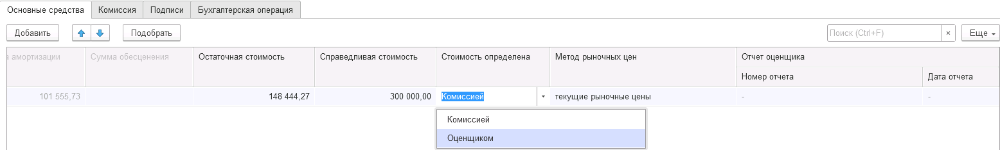 Основные средства Комиссия Подписи Бухгалтерская операция
Добавить Подобрать Поиск (Ctrl+F) × Еще
а амортизации Сумма обесценения Остаточная стоимость Справедливая стоимость Стоимость определена Метод рыночных цен Отчет оценщика
Номер отчета Дата отчета
101 555,73 148 444,27 300 000,00 Комиссией текущие рыночные цены - -
Комиссией
Оценщиком